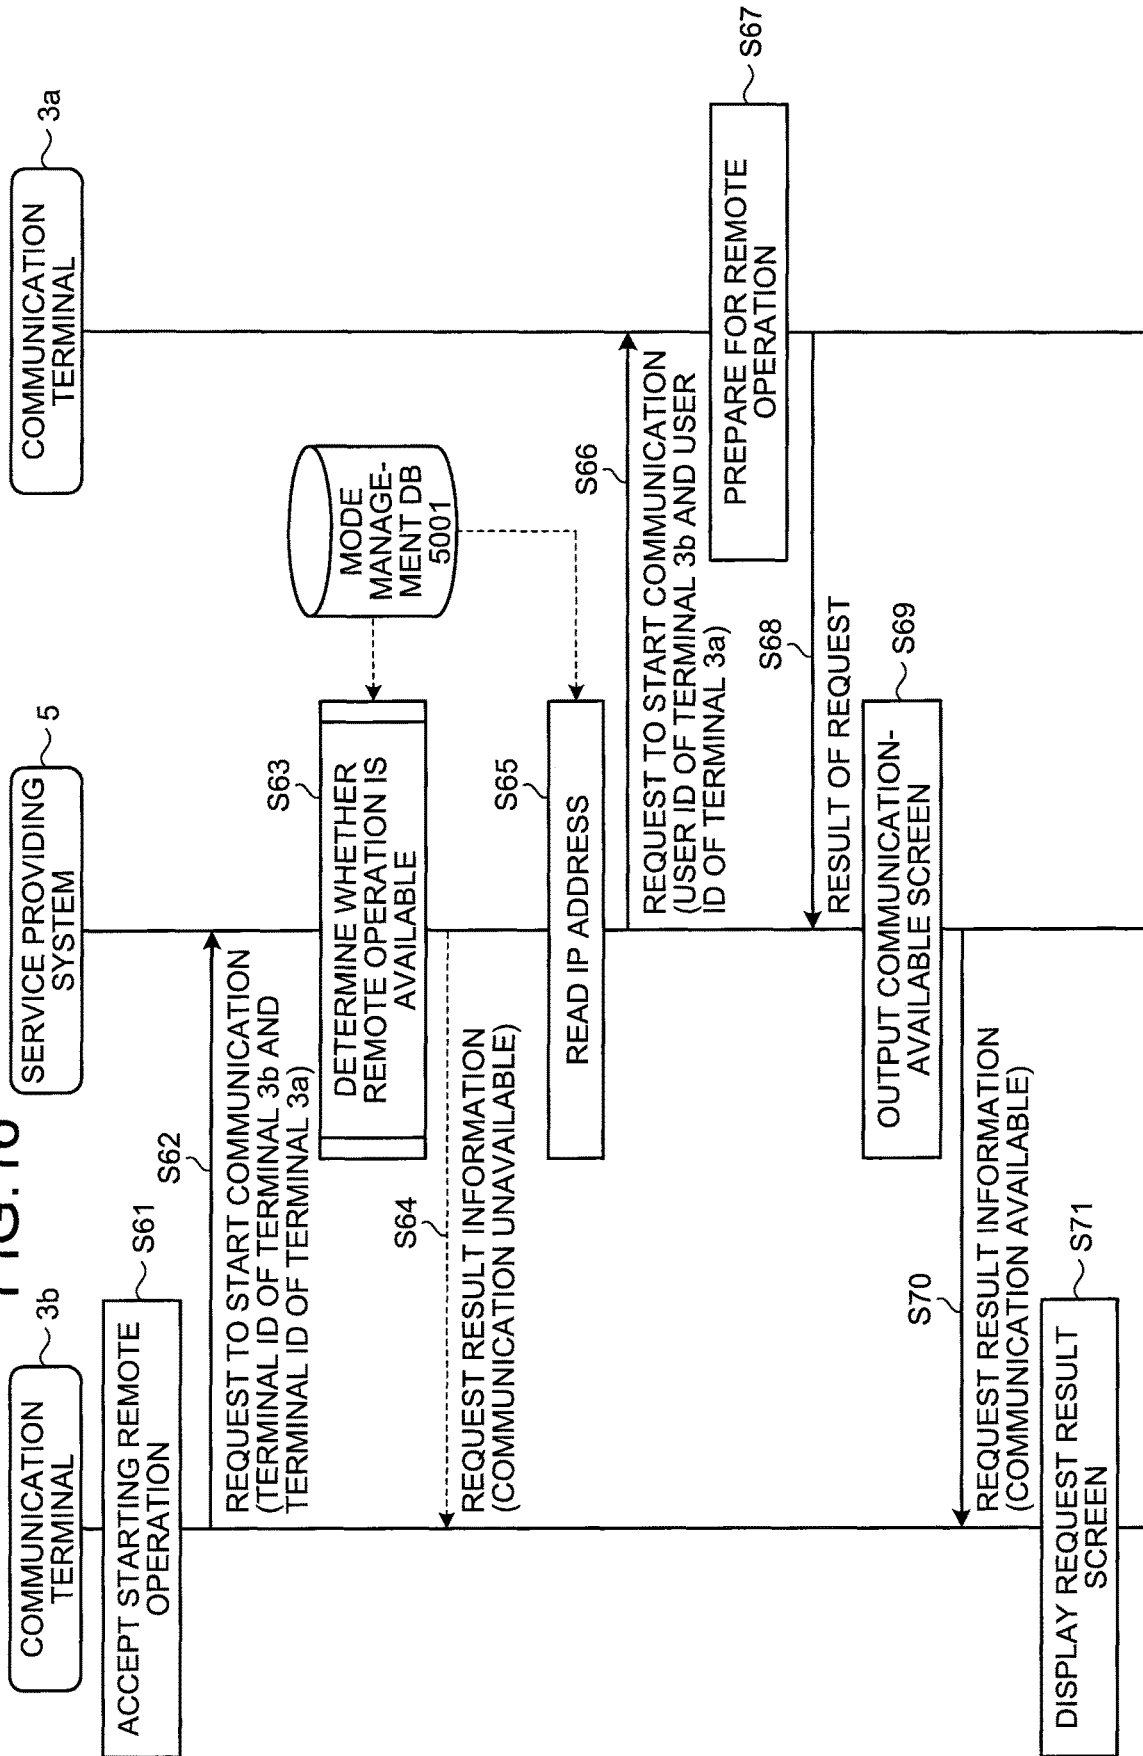 COMMUNICATION
TERMINAL
3b
SERVICE PROVIDING
SYSTEM
5
COMMUNICATION
TERMINAL
3a
ACCEPT STARTING REMOTE
OPERATION
S61
S62
REQUEST TO START COMMUNICATION
(TERMINAL ID OF TERMINAL 3b AND
TERMINAL ID OF TERMINAL 3a)
S63
DETERMINE WHETHER
REMOTE OPERATION IS
AVAILABLE
MODE
MANAGE-
MENT DB
5001
S64
REQUEST RESULT INFORMATION
(COMMUNICATION UNAVAILABLE)
S65
READ IP ADDRESS
S66
REQUEST TO START COMMUNICATION
(USER ID OF TERMINAL 3b AND USER
ID OF TERMINAL 3a)
PREPARE FOR REMOTE
OPERATION
S67
S68
RESULT OF REQUEST
OUTPUT COMMUNICATION-
AVAILABLE SCREEN
S69
S70
REQUEST RESULT INFORMATION
(COMMUNICATION AVAILABLE)
DISPLAY REQUEST RESULT
SCREEN
S71